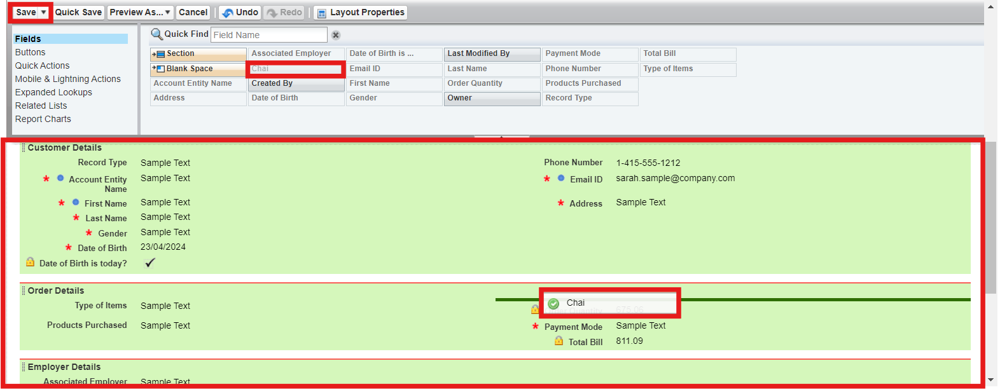 Save Quick Save Preview As... Cancel Undo Redo Layout Properties
Fields
Buttons
Quick Actions
Mobile & Lightning Actions
Expanded Lookups
Related Lists
Report Charts
Quick Find Field Name
Section Associated Employer Date of Birth is ... Last Modified By Payment Mode Total Bill
Blank Space Chai Email ID Last Name Phone Number Type of Items
Account Entity Name Created By First Name Order Quantity Products Purchased
Address Date of Birth Gender Owner Record Type
Customer Details
Record Type Sample Text Phone Number 1-415-555-1212
* Account Entity Sample Text * Email ID sarah.sample@company.com
Name
* First Name Sample Text * Address Sample Text
* Last Name Sample Text
* Gender Sample Text
* Date of Birth 23/04/2024
Date of Birth is today?
Order Details
Type of Items Sample Text Chai
Order Quantity 675.06
Products Purchased Sample Text * Payment Mode Sample Text
Total Bill 811.09
Employer Details
Associated Employer Sample Text